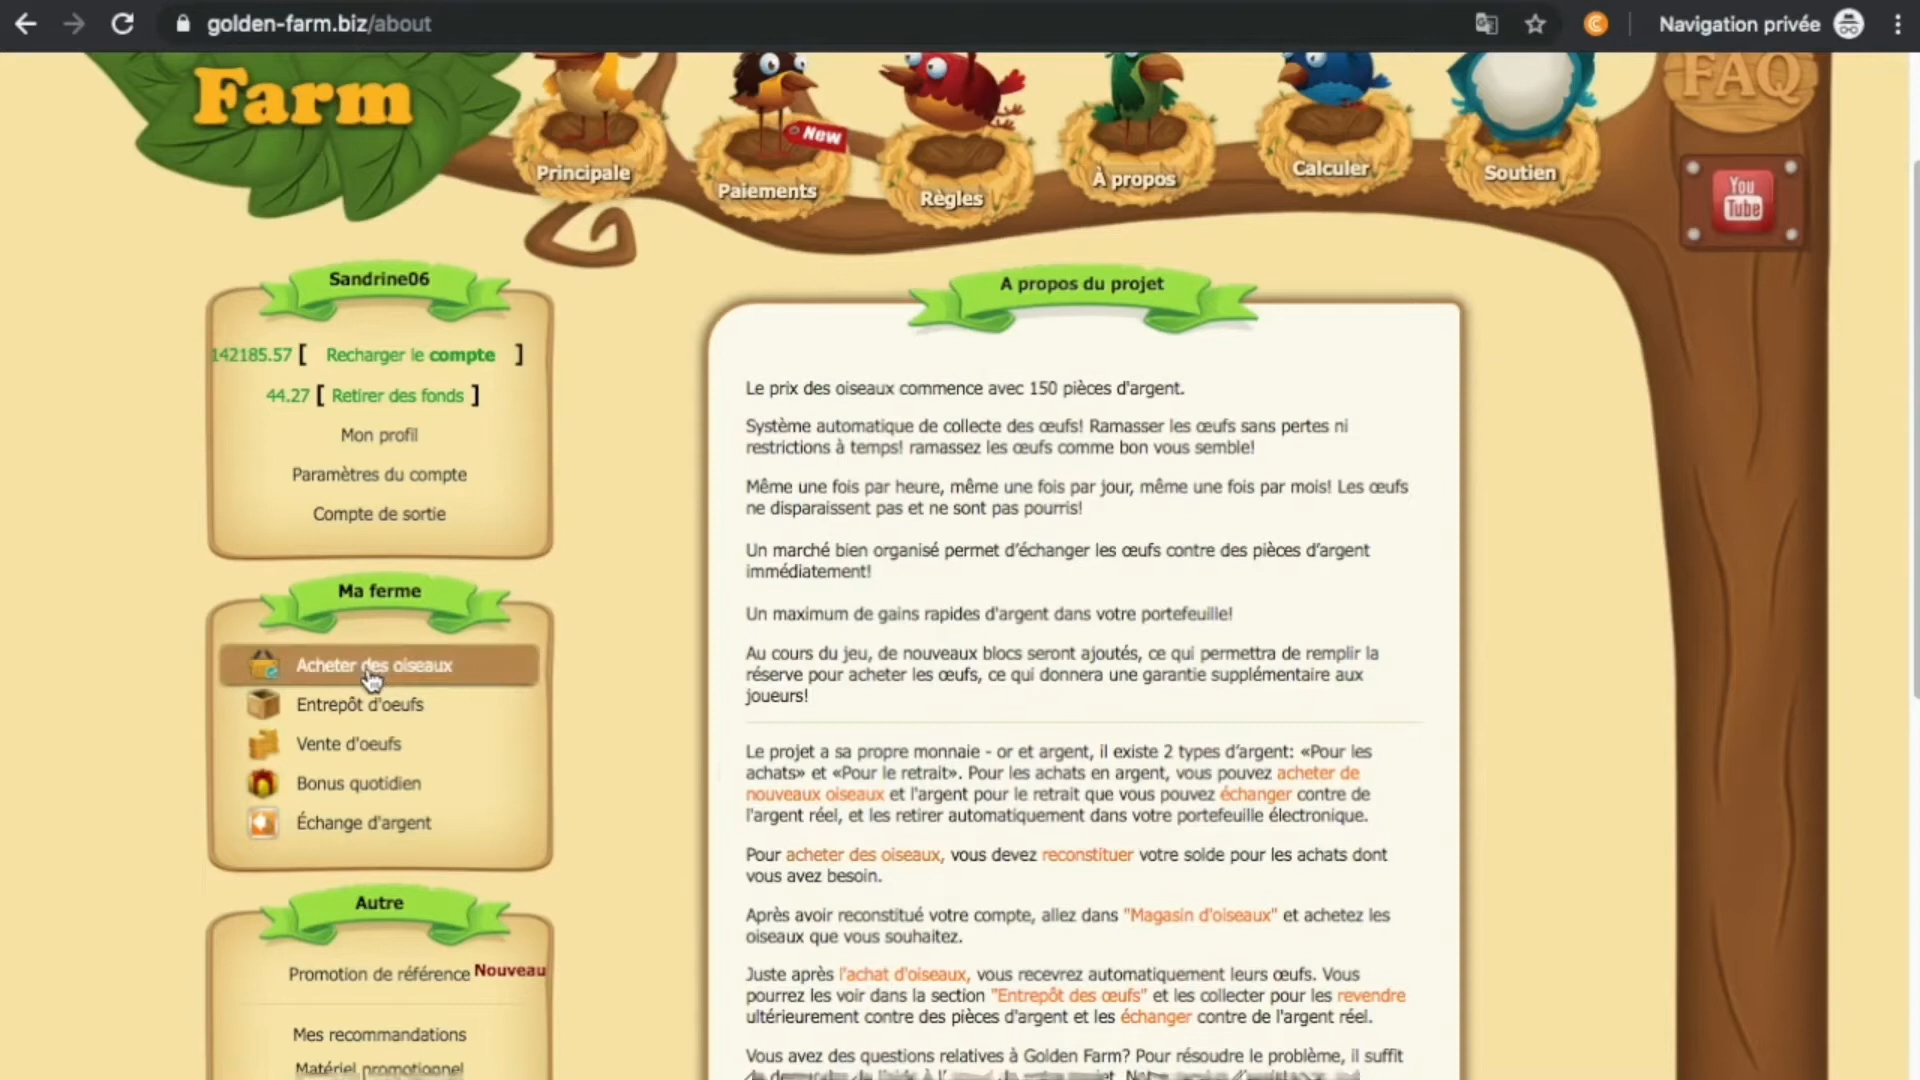 golden-farm.biz/about
Navigation privée
Farm
FAQ
New
Principale
Paiements
Règles
À propos
Calculer
Soutien
You
Tube
Sandrine06
142185.57 [ Recharger le compte ]
44.27 [ Retirer des fonds ]
Mon profil
Paramètres du compte
Compte de sortie
Ma ferme
Acheter des oiseaux
Entrepôt d'oeufs
Vente d'oeufs
Bonus quotidien
Échange d'argent
Autre
Promotion de référence Nouveau
Mes recommandations
Matériel promotionnel
A propos du projet
Le prix des oiseaux commence avec 150 pièces d'argent.
Système automatique de collecte des œufs! Ramasser les œufs sans pertes ni
restrictions à temps! ramassez les œufs comme bon vous semble!
Même une fois par heure, même une fois par jour, même une fois par mois! Les œufs
ne disparaissent pas et ne sont pas pourris!
Un marché bien organisé permet d’échanger les œufs contre des pièces d’argent
immédiatement!
Un maximum de gains rapides d'argent dans votre portefeuille!
Au cours du jeu, de nouveaux blocs seront ajoutés, ce qui permettra de remplir la
réserve pour acheter les œufs, ce qui donnera une garantie supplémentaire aux
joueurs!
Le projet a sa propre monnaie - or et argent, il existe 2 types d’argent: «Pour les
achats» et «Pour le retrait». Pour les achats en argent, vous pouvez acheter de
nouveaux oiseaux et l'argent pour le retrait que vous pouvez échanger contre de
l'argent réel, et les retirer automatiquement dans votre portefeuille électronique.
Pour acheter des oiseaux, vous devez reconstituer votre solde pour les achats dont
vous avez besoin.
Après avoir reconstitué votre compte, allez dans "Magasin d'oiseaux" et achetez les
oiseaux que vous souhaitez.
Juste après l'achat d'oiseaux, vous recevrez automatiquement leurs œufs. Vous
pourrez les voir dans la section "Entrepôt des œufs" et les collecter pour les revendre
ultérieurement contre des pièces d'argent et les échanger contre de l'argent réel.
Vous avez des questions relatives à Golden Farm? Pour résoudre le problème, il suffit